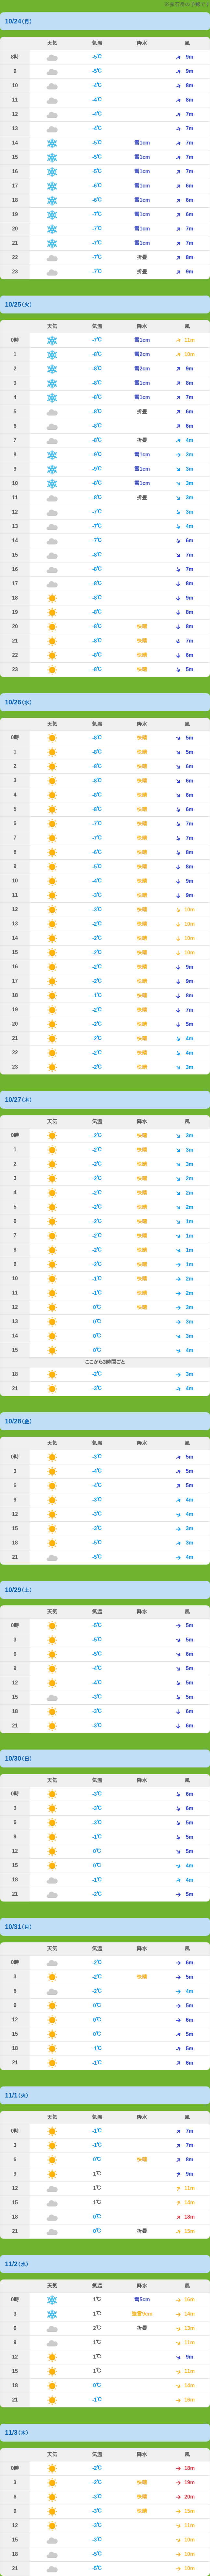 10/24(月)
天気 気温 降水 風
8時 -5℃ 9m
9 -5℃ 9m
10 -4℃ 8m
11 -4℃ 8m
12 -4℃ 7m
13 -4℃ 7m
14 -5℃ 雪1cm 7m
15 -5℃ 雪1cm 7m
16 -5℃ 雪1cm 7m
17 -6℃ 雪1cm 6m
18 -6℃ 雪1cm 6m
19 -7℃ 雪1cm 6m
20 -7℃ 雪1cm 7m
21 -7℃ 雪1cm 7m
22 -7℃ 8m
23 -7℃ 9m
10/25(火)
天気 気温 降水 風
0時 -7℃ 雪1cm 11m
1 -8℃ 雪2cm 10m
2 -8℃ 雪2cm 9m
3 -8℃ 雪1cm 8m
4 -8℃ 雪1cm 7m
5 -8℃ 6m
6 -8℃ 6m
7 -8℃ 4m
8 -9℃ 雪1cm 3m
9 -9℃ 雪1cm 3m
10 -8℃ 雪1cm 3m
11 -8℃ 3m
12 -7℃ 3m
13 -7℃ 4m
14 -7℃ 6m
15 -8℃ 7m
16 -8℃ 7m
17 -8℃ 8m
18 -8℃ 9m
19 -8℃ 8m
20 -8℃ 快晴 8m
21 -8℃ 快晴 7m
22 -8℃ 快晴 6m
23 -8℃ 快晴 5m
10/26(水)
天気 気温 降水 風
0時 -8℃ 快晴 5m
1 -8℃ 快晴 5m
2 -8℃ 快晴 6m
3 -8℃ 快晴 6m
4 -8℃ 快晴 6m
5 -8℃ 快晴 6m
6 -7℃ 快晴 7m
7 -7℃ 快晴 7m
8 -6℃ 快晴 8m
9 -5℃ 快晴 8m
10 -4℃ 快晴 9m
11 -3℃ 快晴 9m
12 -3℃ 快晴 10m
13 -2℃ 快晴 10m
14 -2℃ 快晴 10m
15 -2℃ 快晴 10m
16 -2℃ 快晴 9m
17 -2℃ 快晴 9m
18 -1℃ 快晴 8m
19 -2℃ 快晴 7m
20 -2℃ 快晴 5m
21 -2℃ 快晴 4m
22 -2℃ 快晴 4m
23 -2℃ 快晴 3m
10/27(木)
天気 気温 降水 風
0時 -2℃ 快晴 3m
1 -2℃ 快晴 3m
2 -2℃ 快晴 3m
3 -2℃ 快晴 2m
4 -2℃ 快晴 2m
5 -2℃ 快晴 2m
6 -2℃ 快晴 1m
7 -2℃ 快晴 1m
8 -2℃ 快晴 1m
9 -2℃ 快晴 1m
10 -1℃ 快晴 2m
11 -1℃ 快晴 2m
12 0℃ 快晴 3m
13 0℃ 3m
14 0℃ 3m
15 0℃ 4m
ここから3時間ごと
18 -2℃ 3m
21 -3℃ 4m
10/28(金)
天気 気温 降水 風
0時 -3℃ 5m
3 -4℃ 5m
6 -4℃ 5m
9 -3℃ 4m
12 -3℃ 4m
15 -3℃ 3m
18 -5℃ 3m
21 -5℃ 4m
10/29(土)
天気 気温 降水 風
0時 -5℃ 5m
3 -5℃ 5m
6 -5℃ 6m
9 -4℃ 5m
12 -4℃ 5m
15 -3℃ 5m
18 -3℃ 6m
21 -3℃ 6m
10/30(日)
天気 気温 降水 風
0時 -3℃ 6m
3 -3℃ 6m
6 -3℃ 5m
9 -1℃ 5m
12 0℃ 5m
15 0℃ 4m
18 -1℃ 4m
21 -2℃ 5m
10/31(月)
天気 気温 降水 風
0時 -2℃ 6m
3 -2℃ 快晴 5m
6 -2℃ 4m
9 0℃ 5m
12 0℃ 6m
15 0℃ 5m
18 -1℃ 5m
21 -1℃ 6m
11/1(火)
天気 気温 降水 風
0時 -1℃ 7m
3 -1℃ 7m
6 0℃ 快晴 8m
9 1℃ 9m
12 1℃ 11m
15 1℃ 14m
18 0℃ 18m
21 0℃ 15m
11/2(水)
天気 気温 降水 風
0時 1℃ 雪5cm 16m
3 1℃ 14m
6 2℃ 13m
9 1℃ 11m
12 1℃ 9m
15 1℃ 11m
18 0℃ 14m
21 -1℃ 16m
11/3(木)
天気 気温 降水 風
0時 -2℃ 18m
3 -2℃ 快晴 19m
6 -3℃ 快晴 20m
9 -3℃ 快晴 15m
12 -3℃ 11m
15 -3℃ 10m
18 -5℃ 10m
21 -5℃ 10m